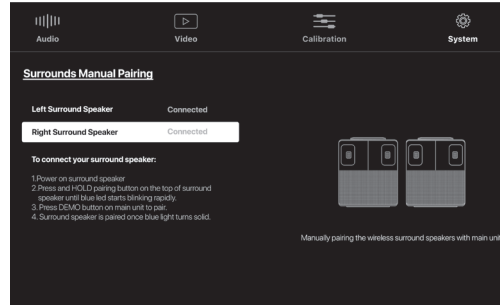 Audio
Video
Calibration
System
Surrounds Manual Pairing
Left Surround Speaker Connected
Right Surround Speaker Connected
To connect your surround speaker:
1.Power on surround speaker
2.Press and HOLD pairing button on the top of surround
speaker until blue led starts blinking rapidly.
3. Press DEMO button on main unit to pair.
4. Surround speaker is paired once blue light turns solid.
Manually pairing the wireless surround speakers with main unit